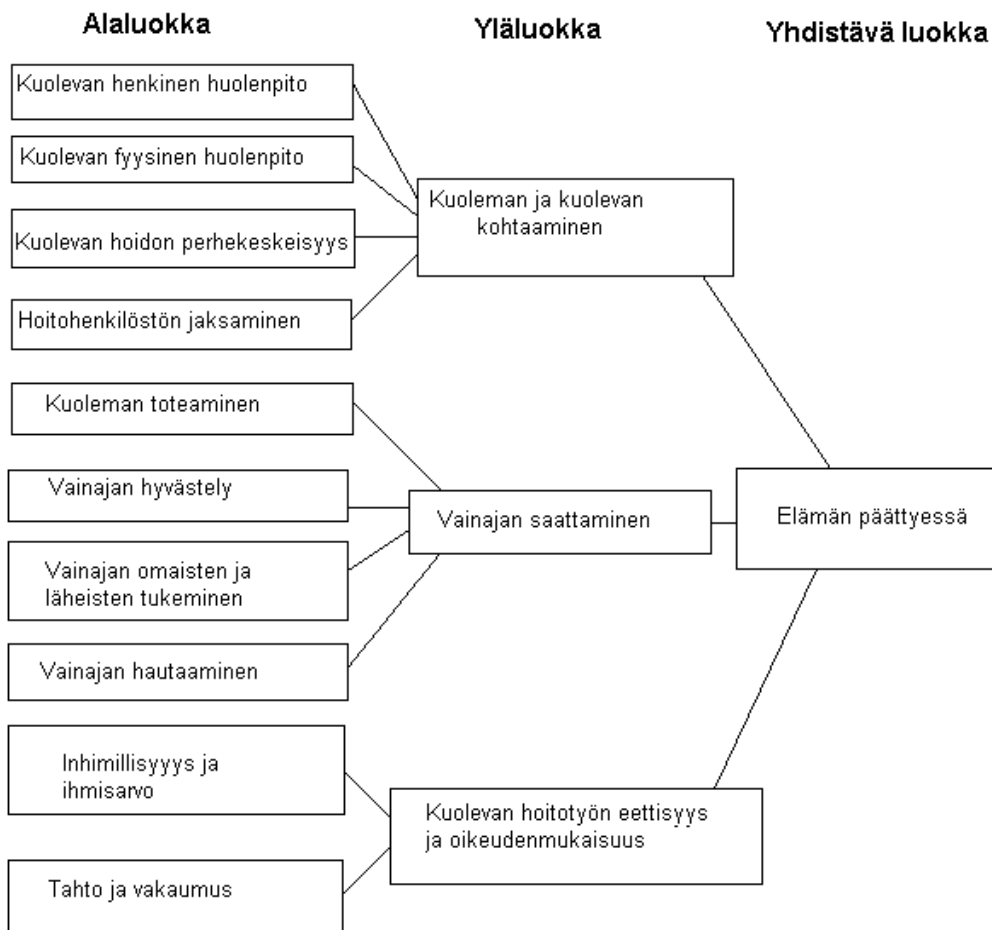 Alaluokka
Yläluokka
Yhdistävä luokka
Kuolevan henkinen huolenpito
Kuolevan fyysinen huolenpito
Kuolevan hoidon perhekeskeisyys
Hoitohenkilöstön jaksaminen
Kuoleman toteaminen
Vainajan hyvästely
Vainajan omaisten ja
läheisten tukeminen
Vainajan hautaaminen
Inhimillisyyys ja
ihmisarvo
Tahto ja vakaumus
Kuoleman ja kuolevan
kohtaaminen
Vainajan saattaminen
Kuolevan hoitotyön eettisyys
ja oikeudenmukaisuus
Elämän päättyessä